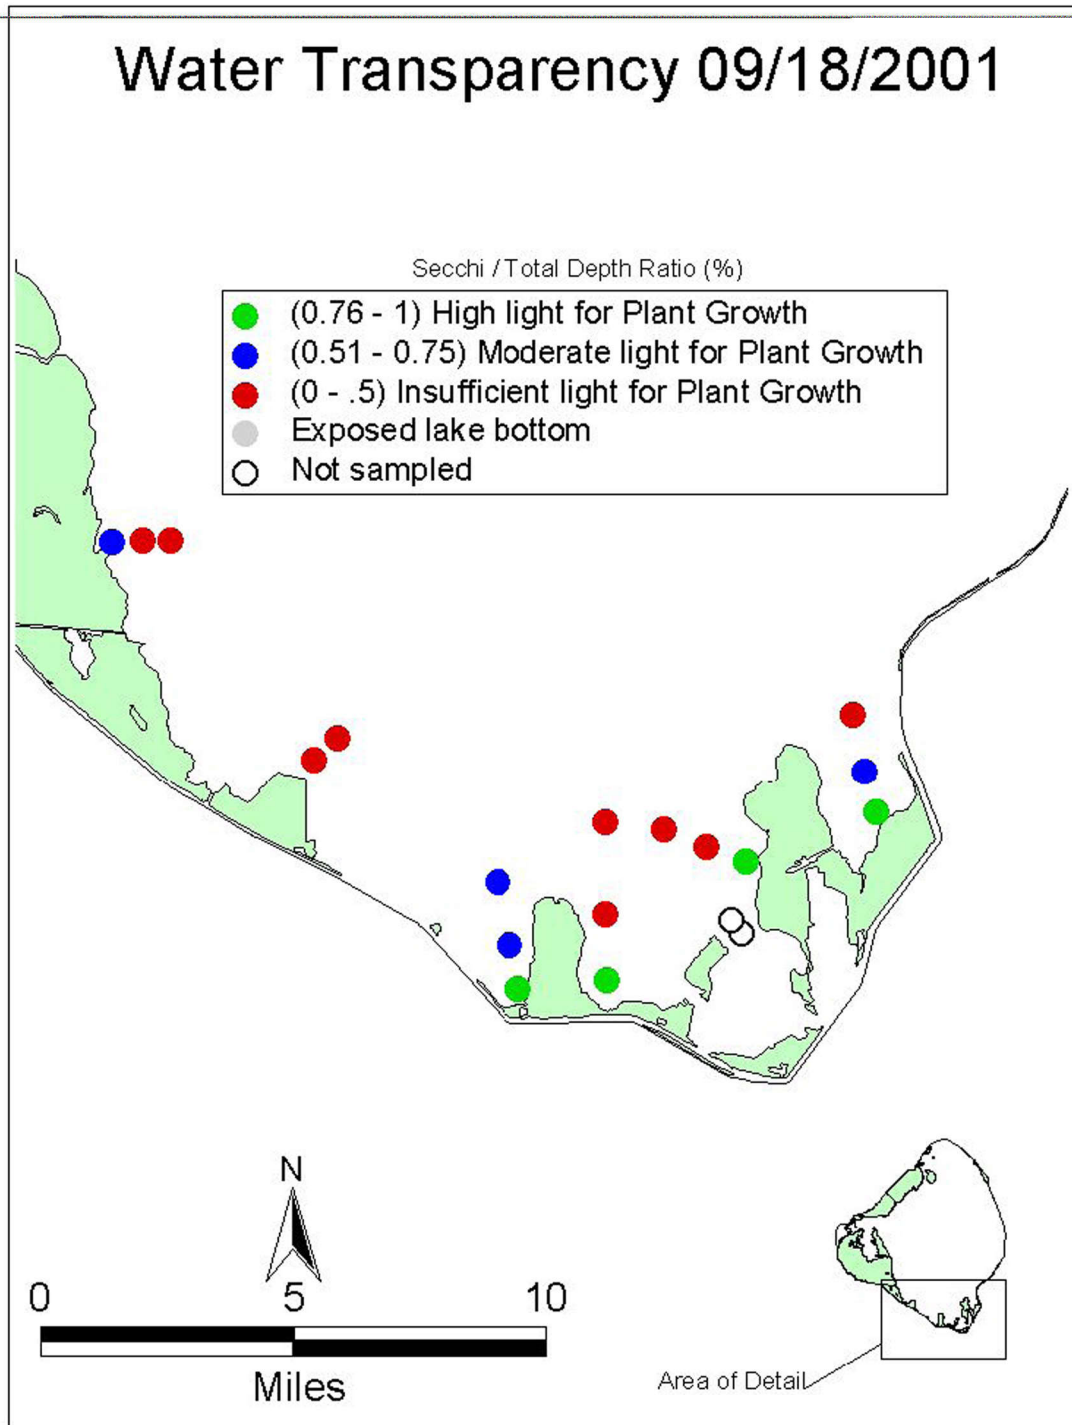 Water Transparency 09/18/2001
Secchi / Total Depth Ratio (%)
(0.76 - 1) High light for Plant Growth
(0.51 - 0.75) Moderate light for Plant Growth
(0 - .5) Insufficient light for Plant Growth
Exposed lake bottom
Not sampled
N
0 5 10
Miles
Area of Detail